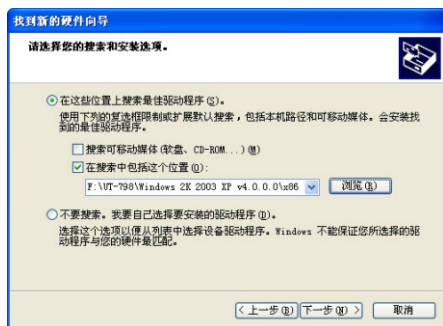 找到新的硬件向导
请选择您的搜索和安装选项。
在这些位置上搜索最佳驱动程序(S)。
使用下列的复选框限制或扩展默认搜索，包括本机路径和可移动媒体。会安装找
到的最佳驱动程序。
搜索可移动媒体(软盘、CD-ROM...)(M)
在搜索中包括这个位置(O):
F:\UT-798\Windows 2K 2003 XP v4.0.0.0\x86
浏览(R)
不要搜索。我要自己选择要安装的驱动程序(D)。
选择这个选项以便从列表中选择设备驱动程序。Windows 不能保证您所选择的驱
动程序与您的硬件最匹配。
< 上一步(B) 下一步(N) > 取消